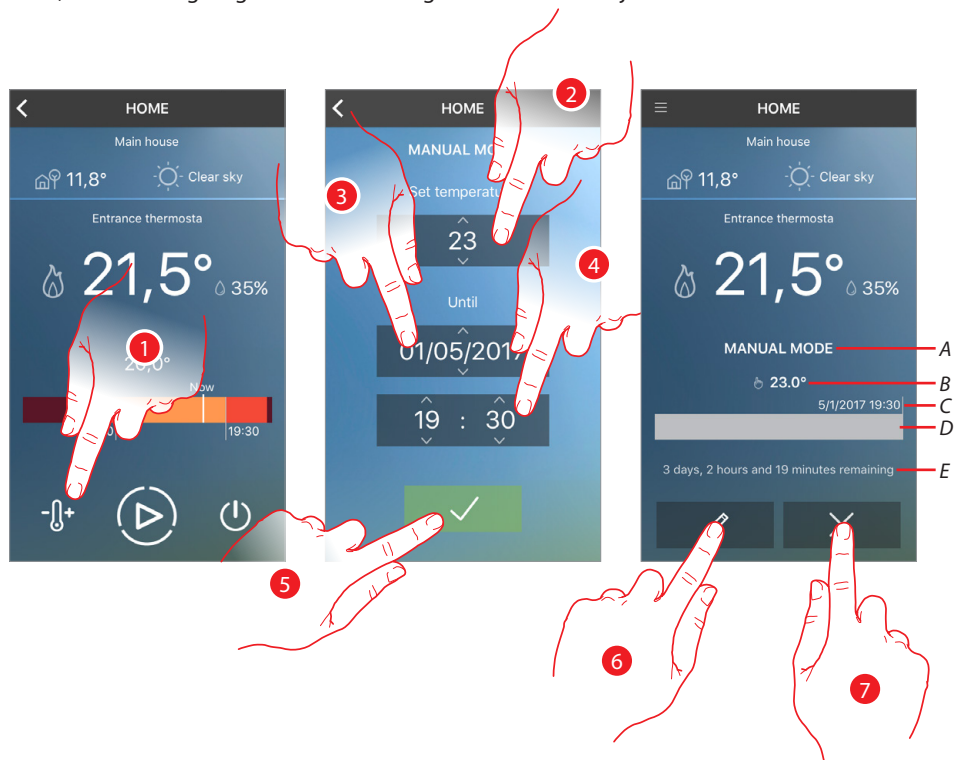 HOME
Main house
11,8°
Clear sky
Entrance thermosta
21,5°
35%
1
Now
19:30
HOME
2
MANUAL MO
3
Set temperatu
23
4
Until
01/05/2017
19 : 30
5
HOME
Main house
11,8°
Clear sky
Entrance thermosta
21,5°
35%
MANUAL MODE
A
23.0°
B
5/1/2017 19:30
C
D
3 days, 2 hours and 19 minutes remaining
E
6
7